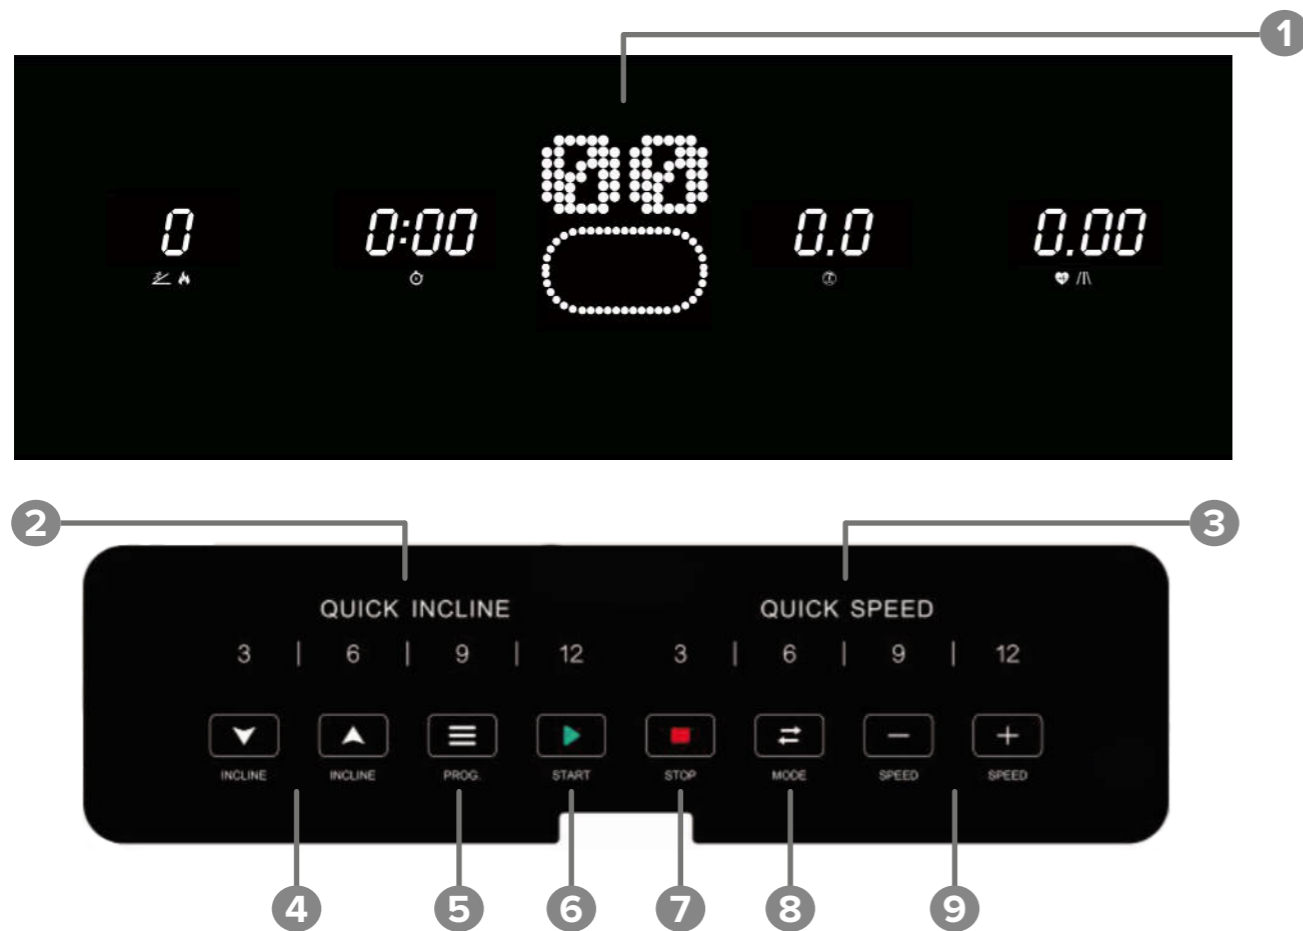 1
00
0 0:00 0.0 0.00
2 3
QUICK INCLINE QUICK SPEED
3 | 6 | 9 | 12 3 | 6 | 9 | 12
INCLINE INCLINE PROG. START STOP MODE SPEED SPEED
4 5 6 7 8 9